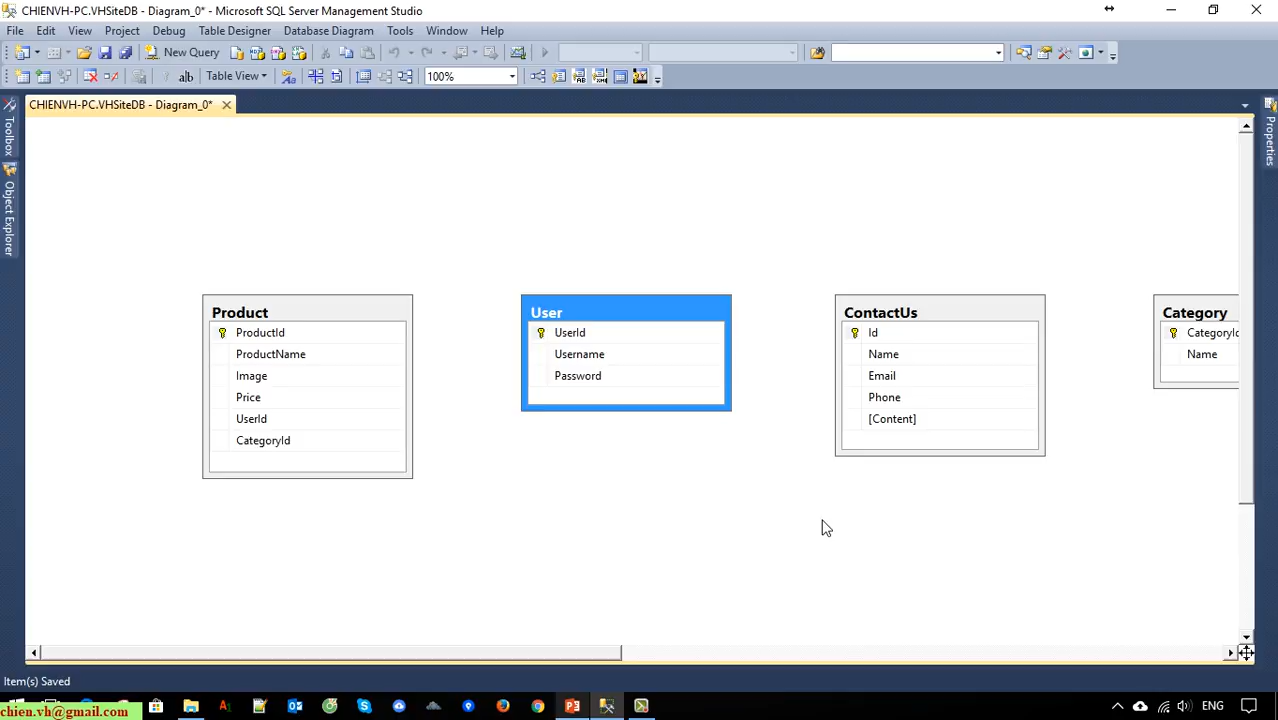 CHIENVH-PC.VHSiteDB - Diagram_0* - Microsoft SQL Server Management Studio
File Edit View Project Debug Table Designer Database Diagram Tools Window Help
New Query
ab Table View 100%
CHIENVH-PC.VHSiteDB - Diagram_0*
Toolbox
Object Explorer
Properties
Product
ProductId
ProductName
Image
Price
UserId
CategoryId
User
UserId
Username
Password
ContactUs
Id
Name
Email
Phone
[Content]
Category
CategoryId
Name
Item(s) Saved
chien.vh@gmail.com
ENG